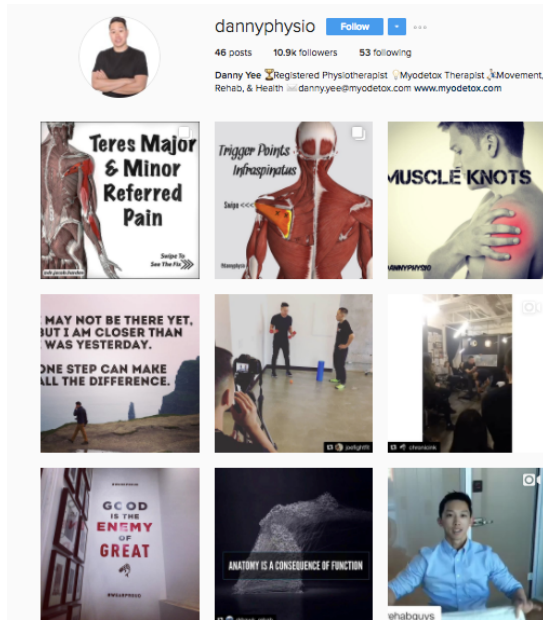 dannyphysio Follow
46 posts 10.9k followers 53 following
Danny Yee ⏳Registered Physiotherapist 💡Myodetox Therapist Movement,
Rehab, & Health danny.yee@myodetox.com www.myodetox.com
Teres Major
& Minor
Referred
Pain
Swipe To
See The Fix
Trigger Points
Infraspinatus
Swipe <<<
@dannyphysio
MUSCLE KNOTS
@DANNYPHYSIO
MAY NOT BE THERE YET,
BUT I AM CLOSER THAN
WAS YESTERDAY.
ONE STEP CAN MAKE
ALL THE DIFFERENCE.
GOOD
IS THE
ENEMY
OF
GREAT
#WEARPROOD
ANATOMY IS A CONSEQUENCE OF FUNCTION
rehabguys